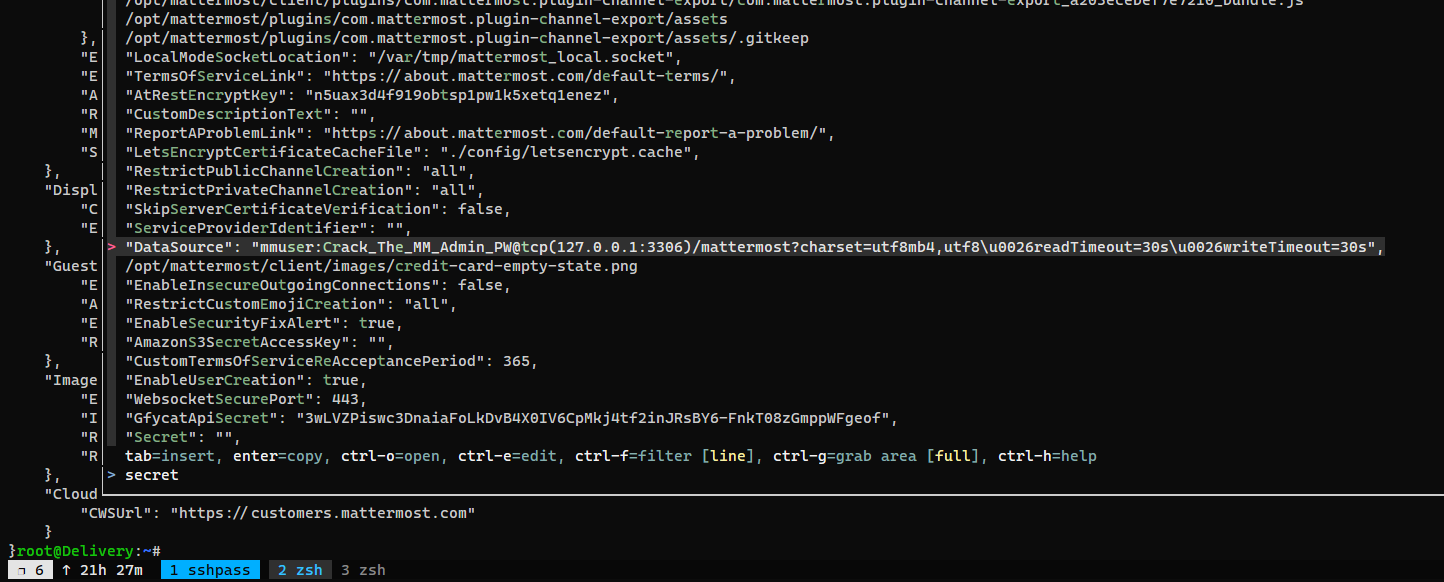 /opt/mattermost/client/plugins/com.mattermost.plugin-channel-export/com.mattermost.plugin-channel-export_a203ecebef7e7210_bundle.js
/opt/mattermost/plugins/com.mattermost.plugin-channel-export/assets
}, /opt/mattermost/plugins/com.mattermost.plugin-channel-export/assets/.gitkeep
"E "LocalModeSocketLocation": "/var/tmp/mattermost_local.socket",
"E "TermsOfServiceLink": "https://about.mattermost.com/default-terms/",
"A "AtRestEncryptKey": "n5uax3d4f919obtsp1pw1k5xetq1enez",
"R "CustomDescriptionText": "",
"M "ReportAProblemLink": "https://about.mattermost.com/default-report-a-problem/",
"S "LetsEncryptCertificateCacheFile": "./config/letsencrypt.cache",
}, "RestrictPublicChannelCreation": "all",
"Displ "RestrictPrivateChannelCreation": "all",
"C "SkipServerCertificateVerification": false,
"E "ServiceProviderIdentifier": "",
}, > "DataSource": "mmuser:Crack_The_MM_Admin_PW@tcp(127.0.0.1:3306)/mattermost?charset=utf8mb4,utf8\u0026readTimeout=30s\u0026writeTimeout=30s",
"Guest /opt/mattermost/client/images/credit-card-empty-state.png
"E "EnableInsecureOutgoingConnections": false,
"A "RestrictCustomEmojiCreation": "all",
"E "EnableSecurityFixAlert": true,
"R "AmazonS3SecretAccessKey": "",
}, "CustomTermsOfServiceReAcceptancePeriod": 365,
"Image "EnableUserCreation": true,
"E "WebsocketSecurePort": 443,
"I "GfycatApiSecret": "3wLVZPiswc3DnaiaFoLkDvB4X0IV6CpMkj4tf2inJRsBY6-FnkT08zGmppWFgeof",
"R "Secret": "",
"R tab=insert, enter=copy, ctrl-o=open, ctrl-e=edit, ctrl-f=filter [line], ctrl-g=grab area [full], ctrl-h=help
}, > secret
"Cloud
"CWSUrl": "https://customers.mattermost.com"
}
}root@Delivery:~#
❐ 6 ↑ 21h 27m 1 sshpass 2 zsh 3 zsh